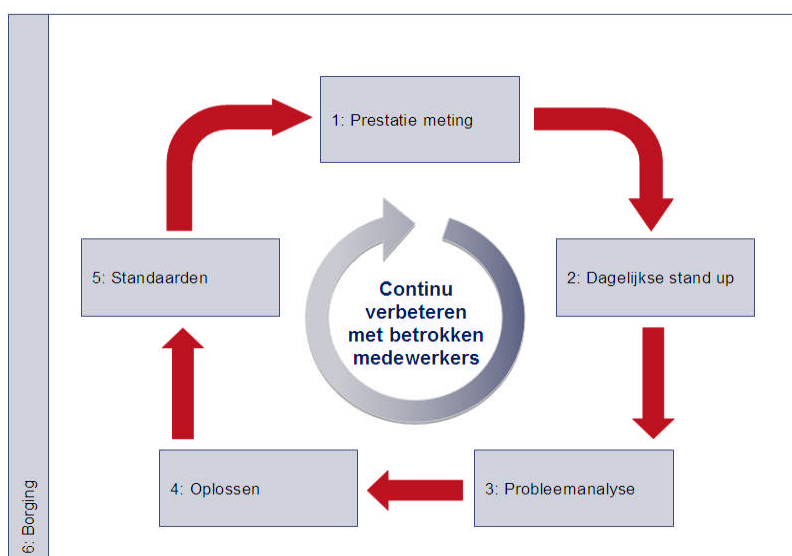 1: Prestatie meting
2: Dagelijkse stand up
3: Probleemanalyse
4: Oplossen
5: Standaarden
Continu
verbeteren
met betrokken
medewerkers
6: Borging